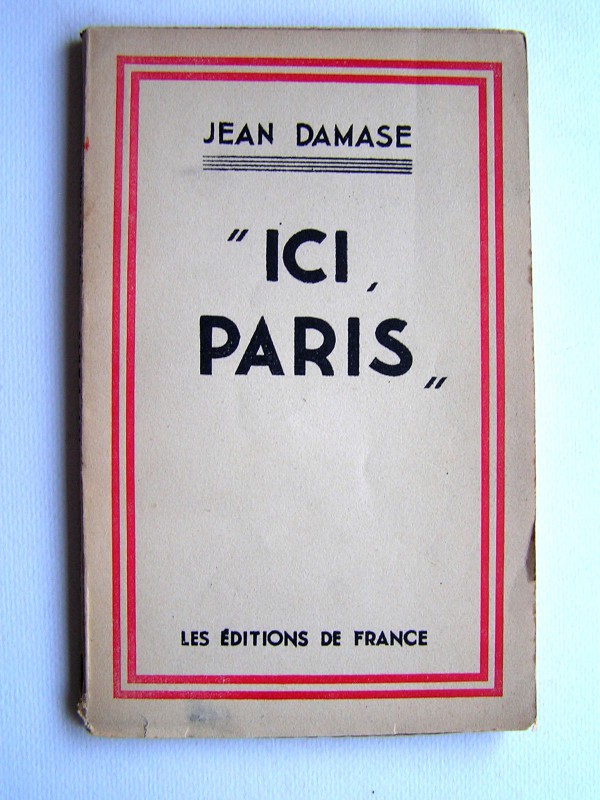 JEAN DAMASE
"ICI,
PARIS"
LES ÉDITIONS DE FRANCE